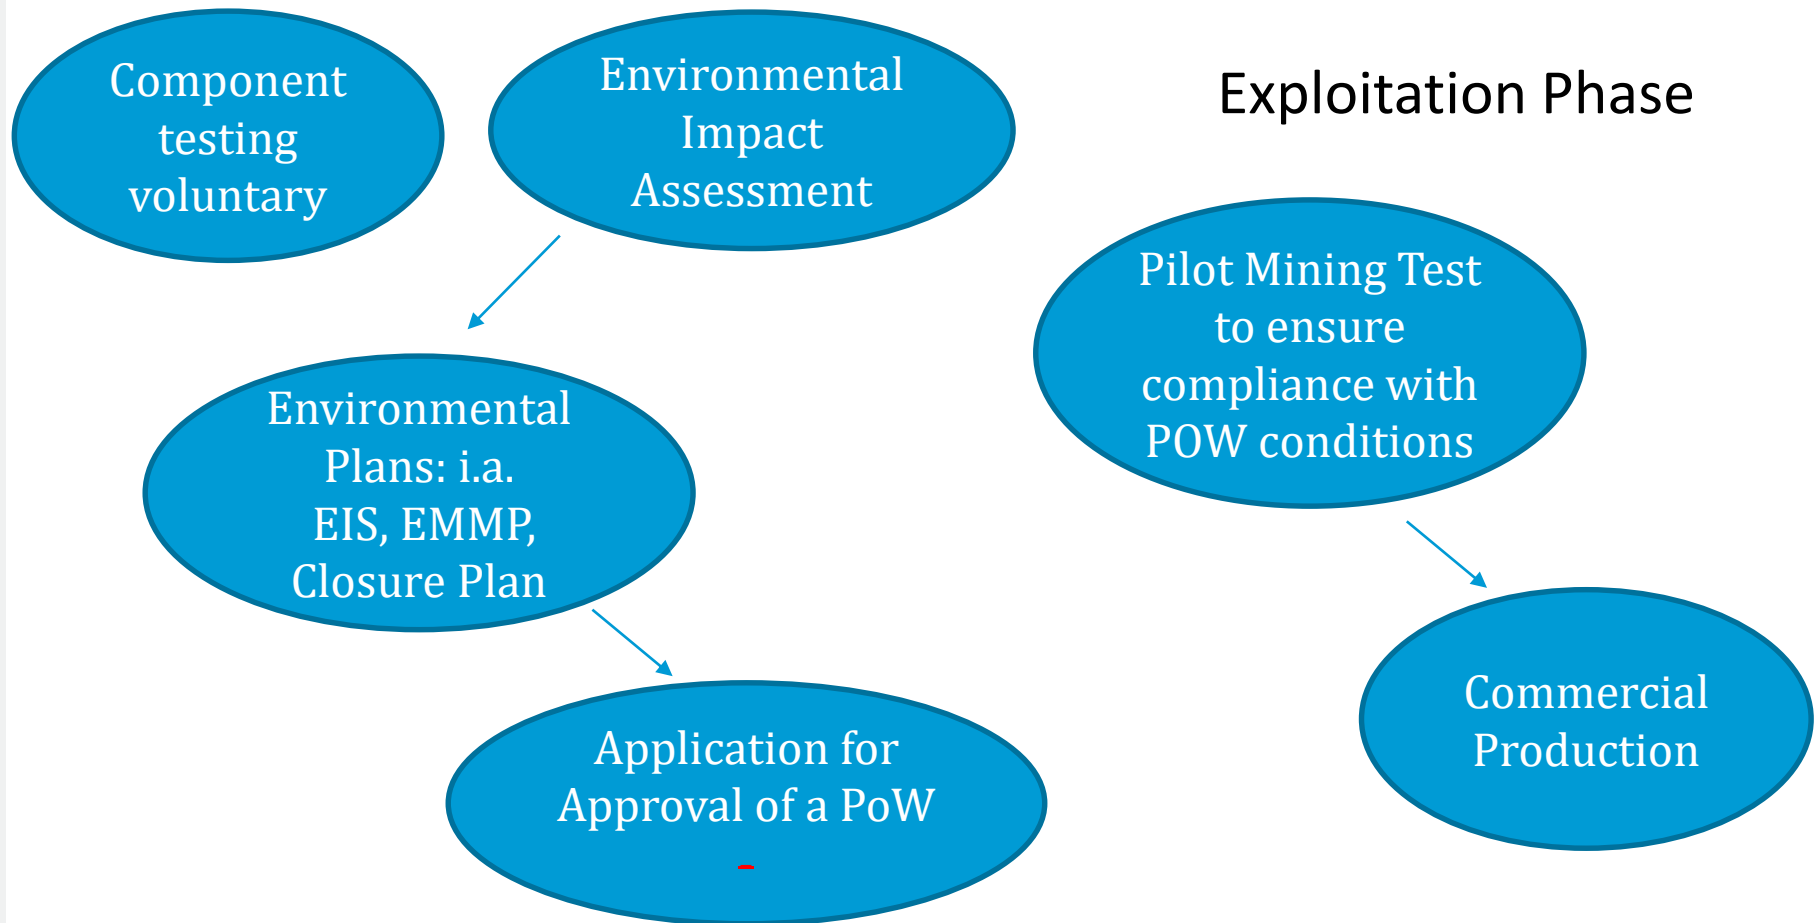 Component
testing
voluntary
Environmental
Impact
Assessment
Exploitation Phase
Pilot Mining Test
to ensure
compliance with
POW conditions
Environmental
Plans: i.a.
EIS, EMMP,
Closure Plan
Commercial
Production
Application for
Approval of a PoW
-